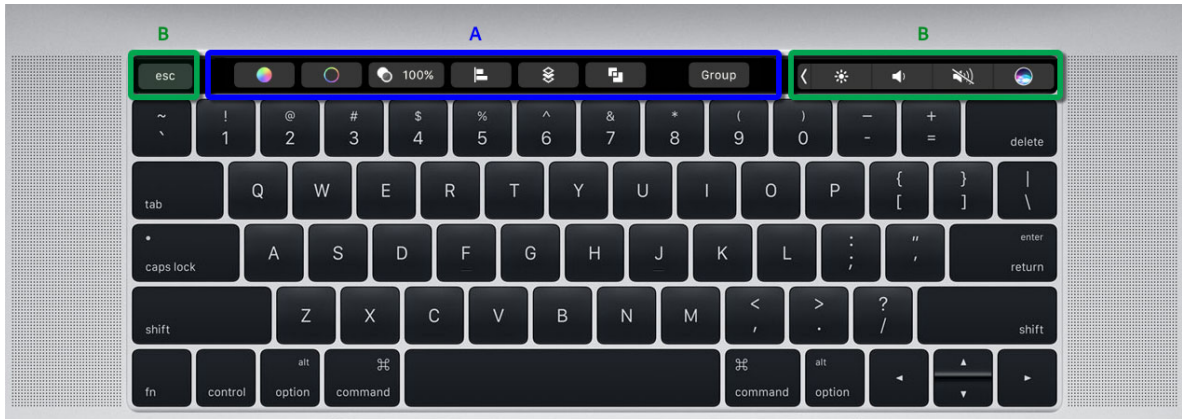 B A B
esc 100% Group
~ ! @ # $ % ^ & * ( ) — +
` 1 2 3 4 5 6 7 8 9 0 - = delete
tab Q W E R T Y U I O P { [ } ] | \
caps lock A S D F G H J K L : ; " ' enter return
shift Z X C V B N M < , > . ? / shift
alt ⌘ ⌘ alt
fn control option command command option